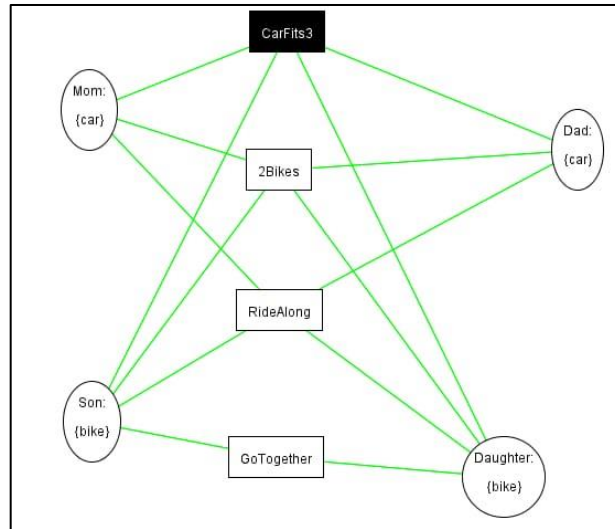 CarFits3
Mom:
{car}
Dad:
{car}
2Bikes
RideAlong
Son:
{bike}
GoTogether
Daughter:
{bike}